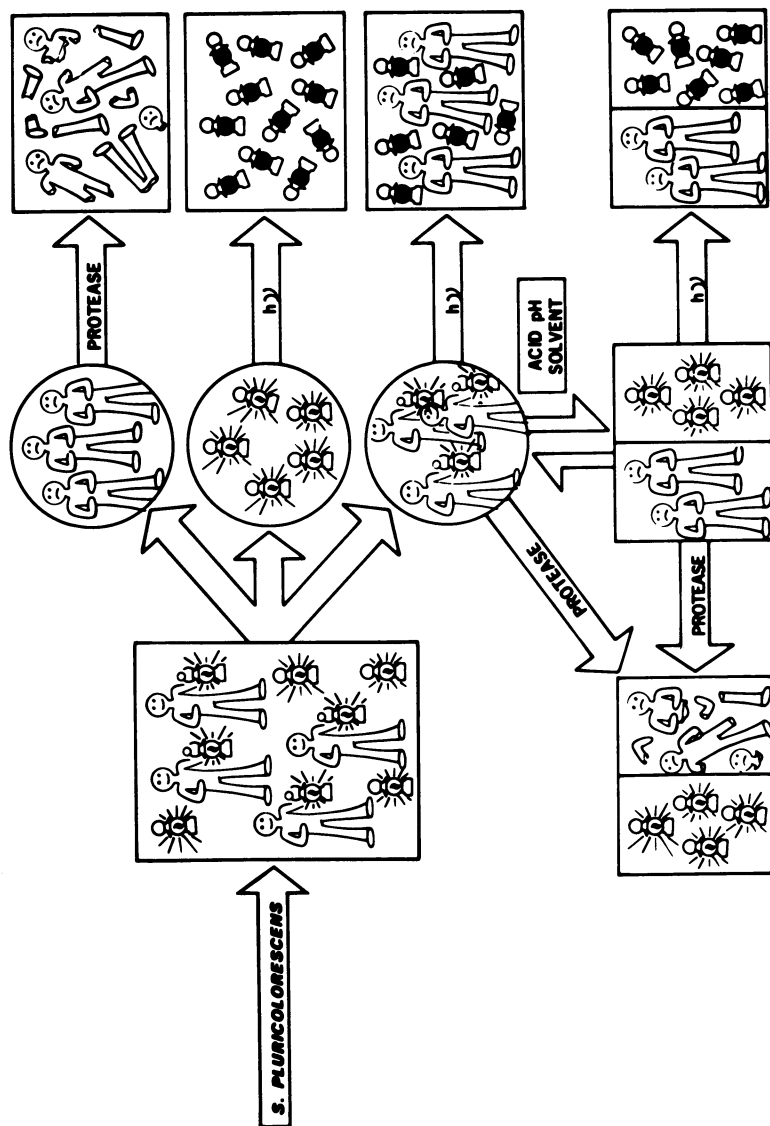 PROTEASE
hν
hν
ACID pH
SOLVENT
hν
PROTEASE
PROTEASE
S. PLURICOLORESCENS